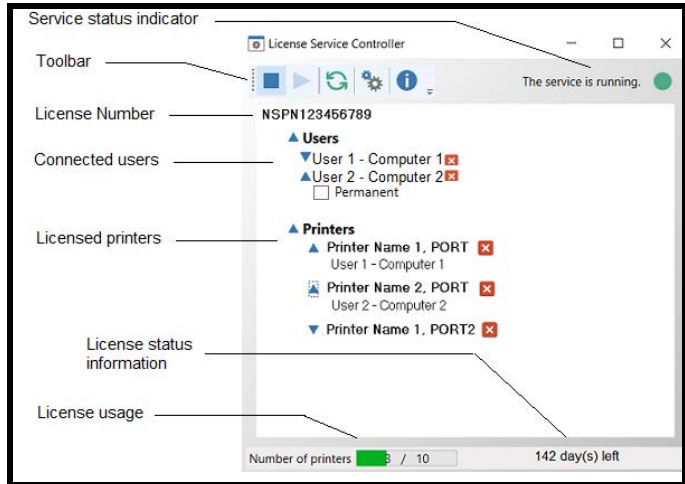 Service status indicator
License Service Controller
Toolbar
The service is running.
License Number
NSPN123456789
Users
Connected users
User 1 - Computer 1
User 2 - Computer 2
Permanent
Licensed printers
Printers
Printer Name 1, PORT
User 1 - Computer 1
Printer Name 2, PORT
User 2 - Computer 2
Printer Name 1, PORT2
License status
information
License usage
Number of printers 3 / 10
142 day(s) left